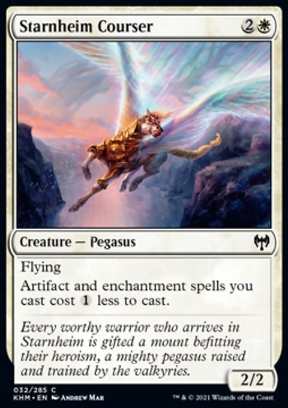 Starnheim Courser 2
Creature — Pegasus
Flying
Artifact and enchantment spells you
cast cost 1 less to cast.
Every worthy warrior who arrives in
Starnheim is gifted a mount befitting
their heroism, a mighty pegasus raised
and trained by the valkyries.
2/2
032/285 C
KHM • EN ANDREW MAR
™ & © 2021 Wizards of the Coast